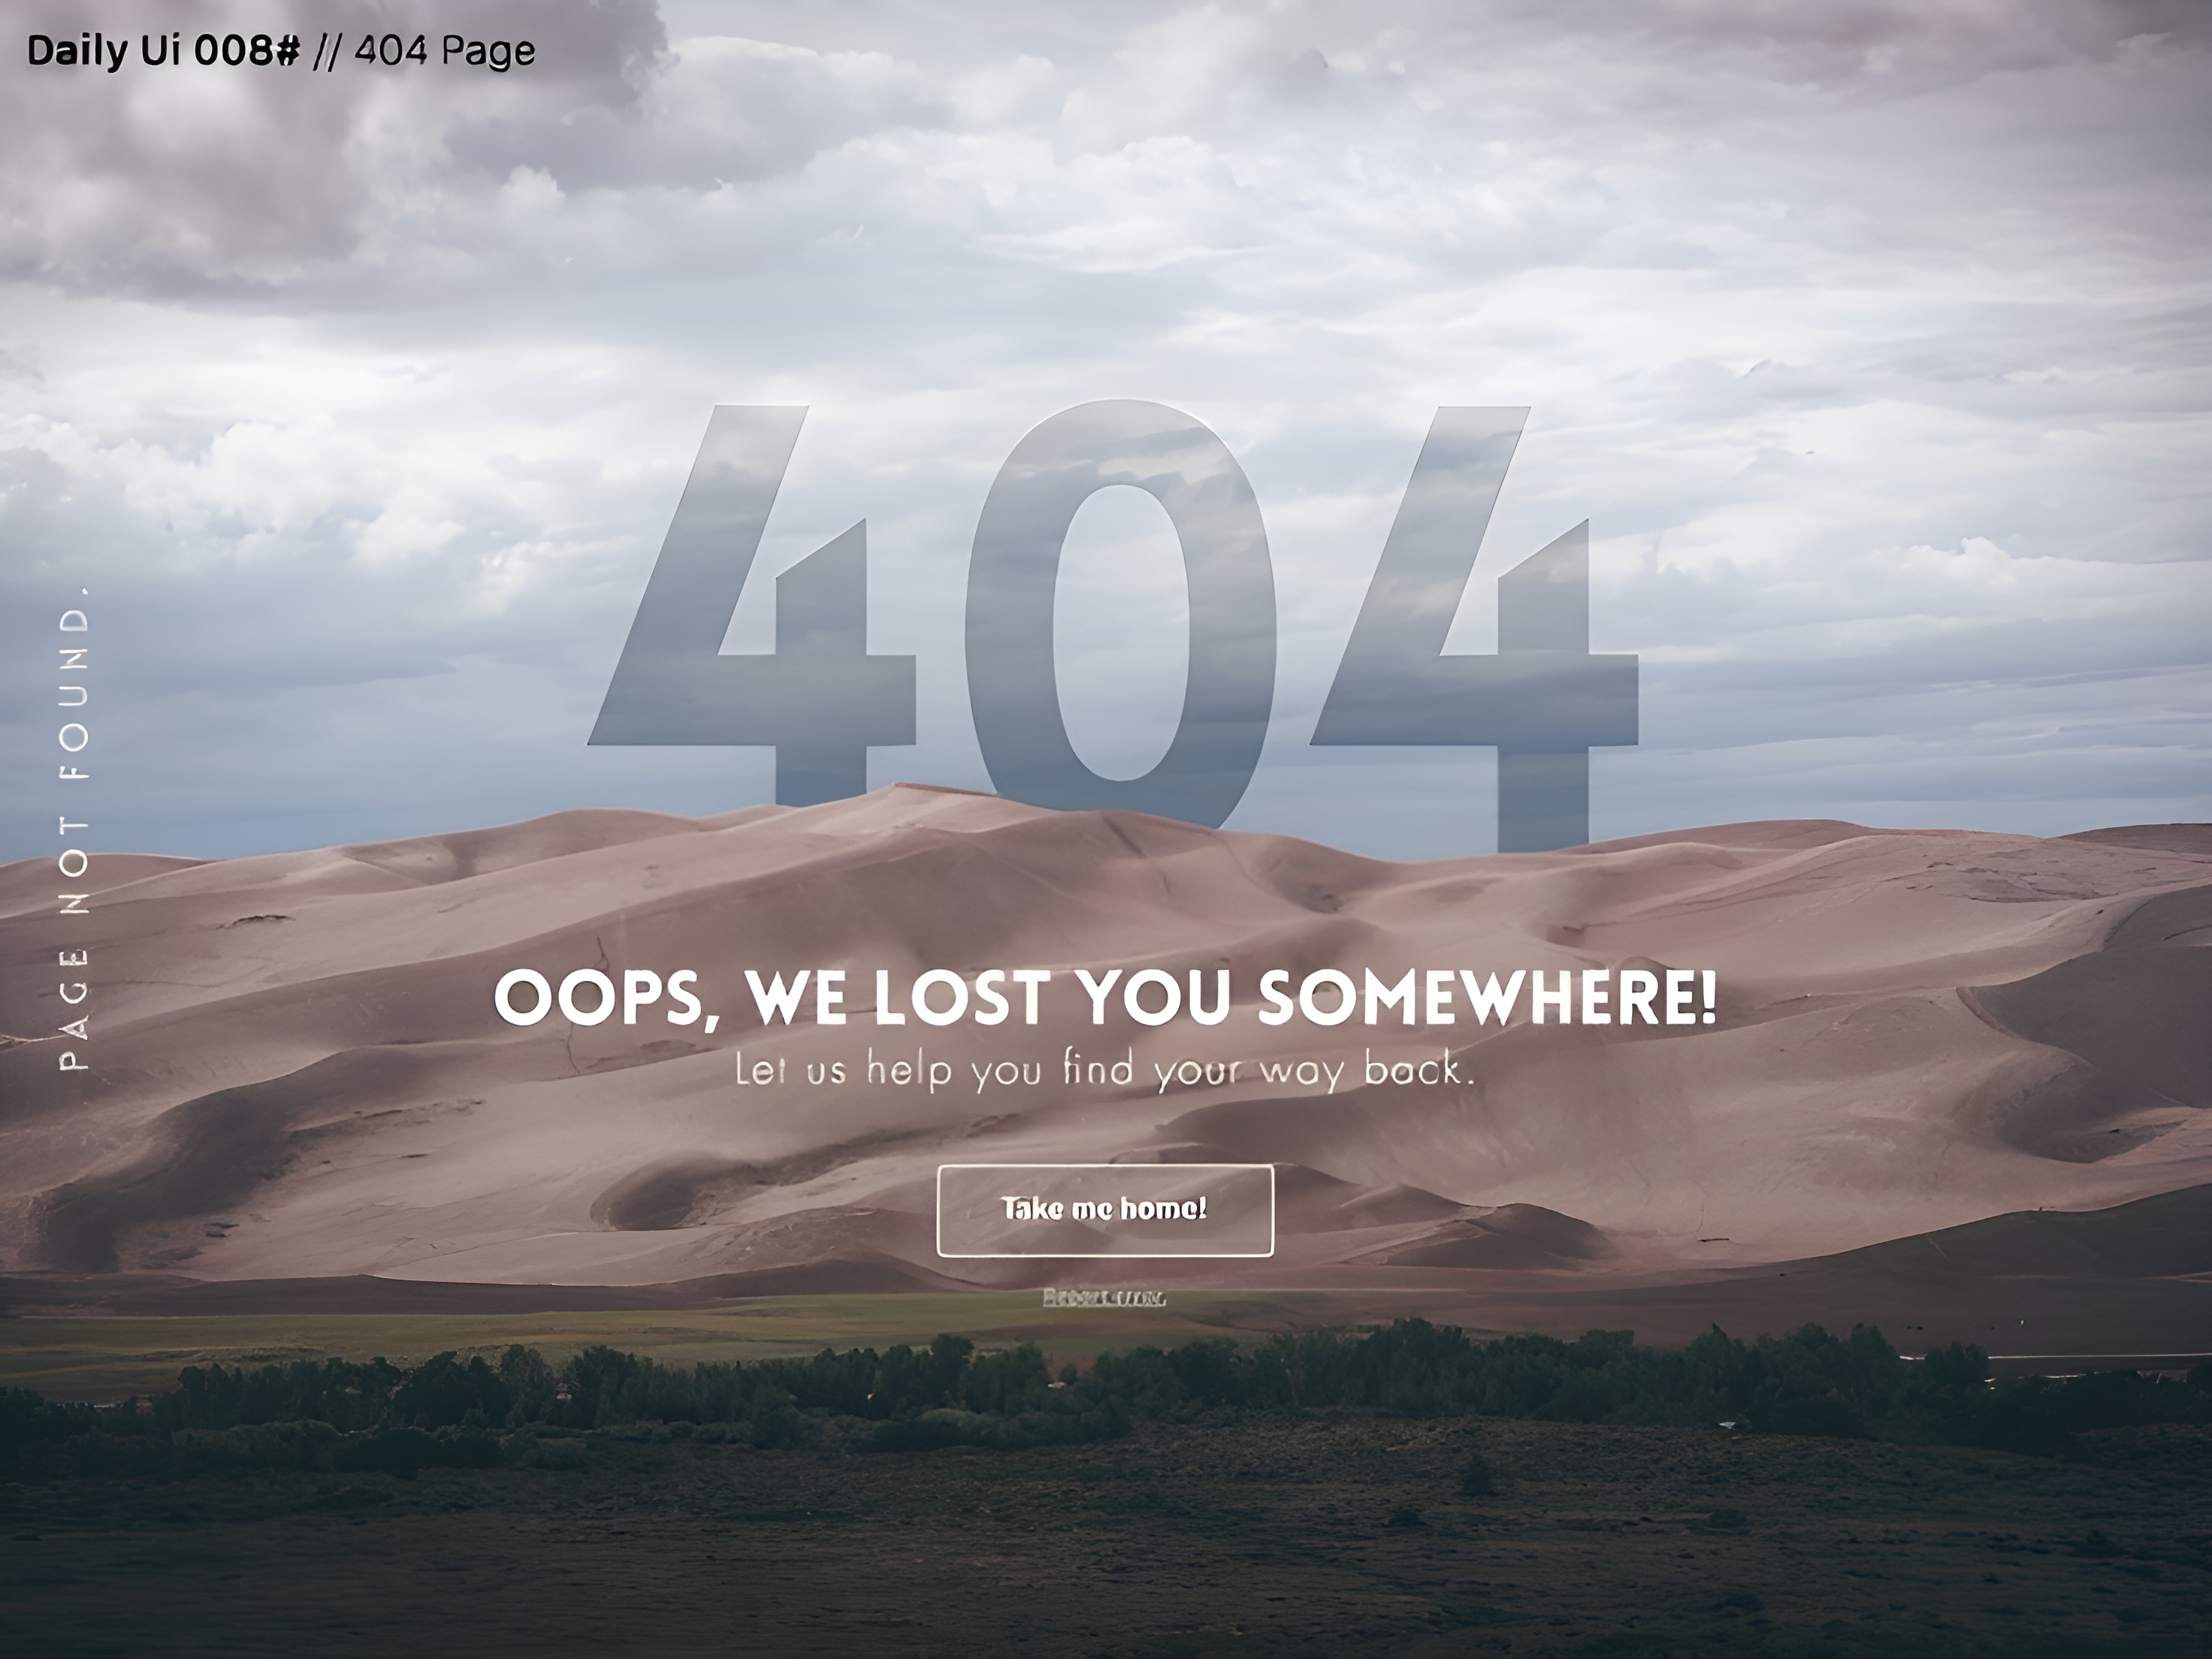 Daily Ui 008# // 404 Page
404
PAGE NOT FOUND.
OOPS, WE LOST YOU SOMEWHERE!
Let us help you find your way back.
Take me home!